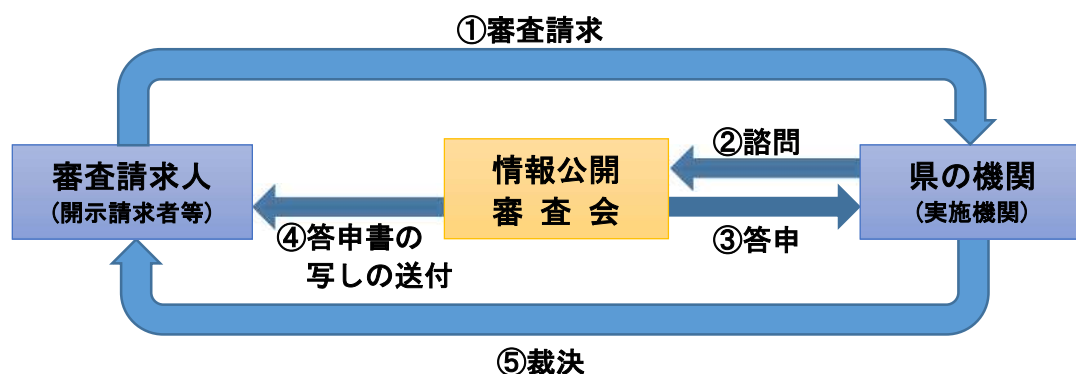 ①審査請求
審査請求人
（開示請求者等）
情報公開
審 査 会
②諮問
県の機関
（実施機関）
③答申
④答申書の
写しの送付
⑤裁決